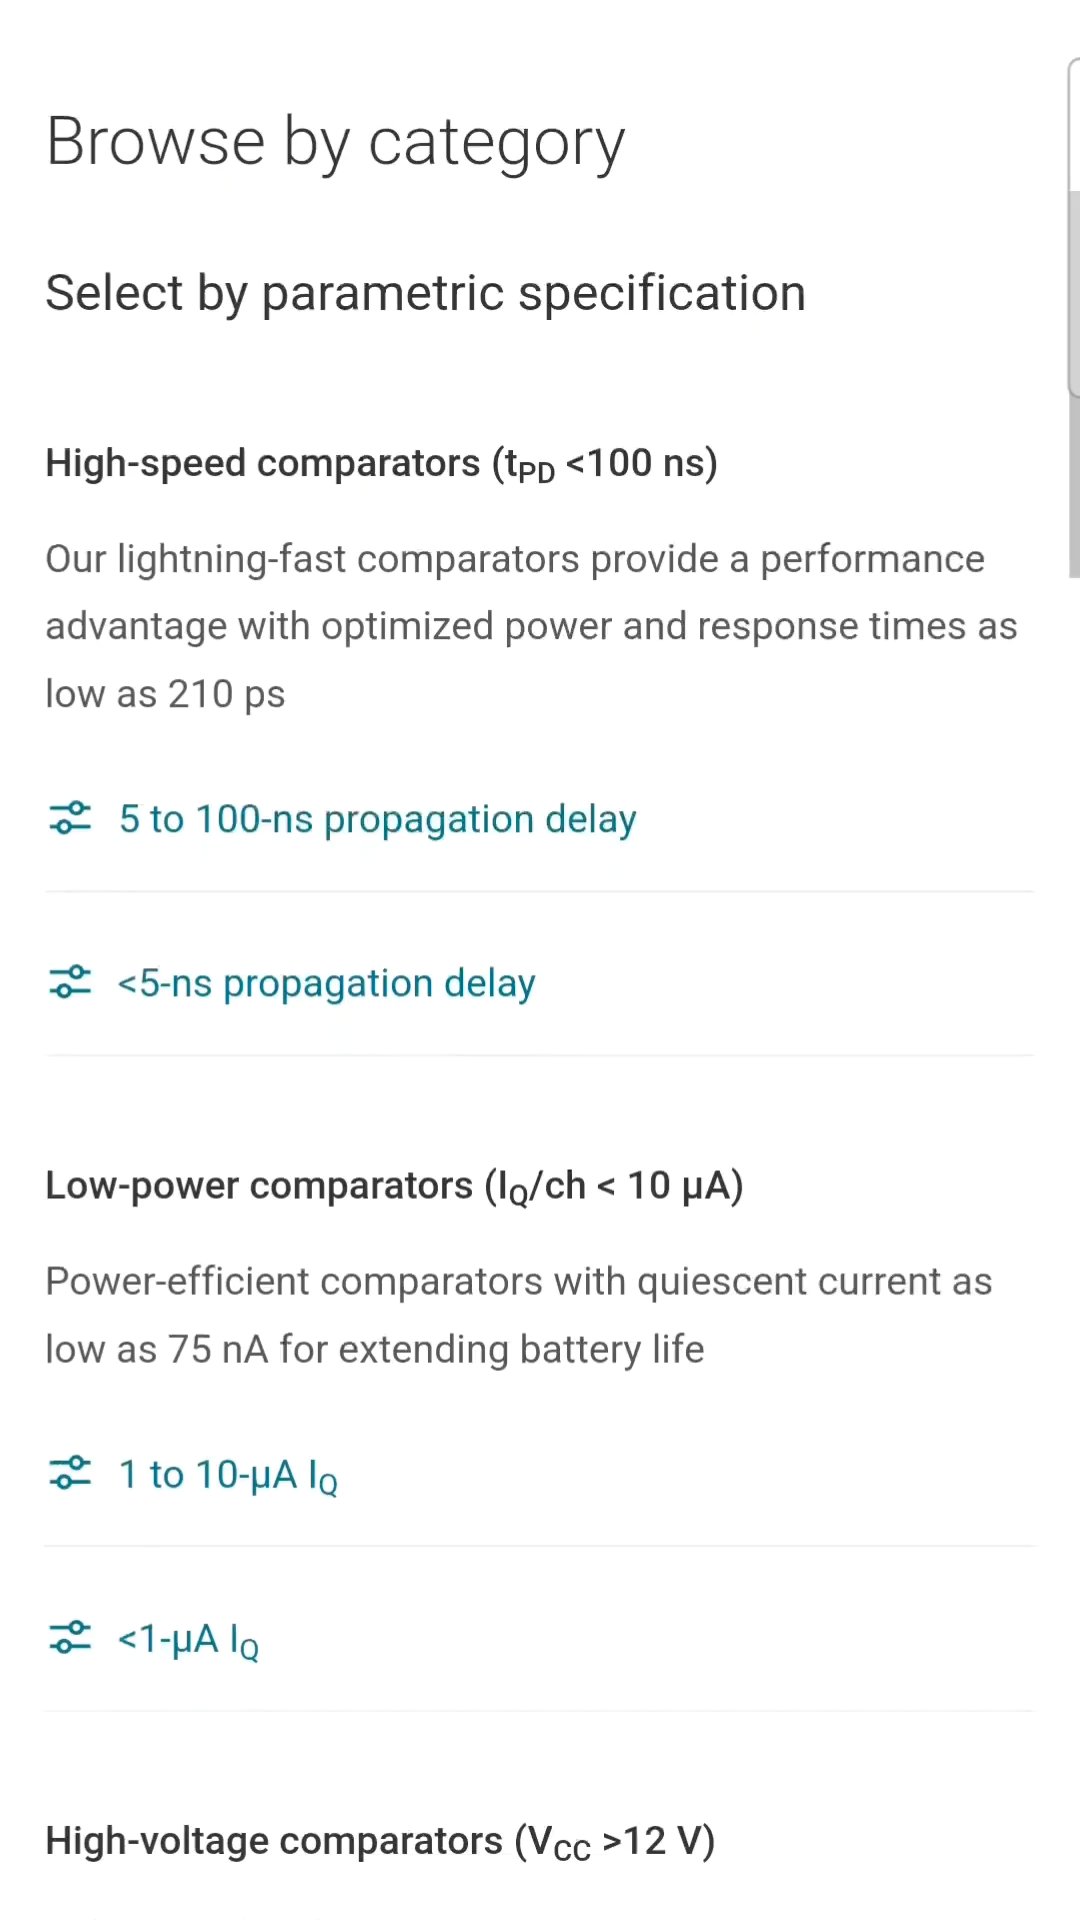 Browse by category
Select by parametric specification
High-speed comparators (tPD <100 ns)
Our lightning-fast comparators provide a performance
advantage with optimized power and response times as
low as 210 ps
5 to 100-ns propagation delay
<5-ns propagation delay
Low-power comparators (IQ/ch < 10 μA)
Power-efficient comparators with quiescent current as
low as 75 nA for extending battery life
1 to 10-μA IQ
<1-μA IQ
High-voltage comparators (VCC >12 V)